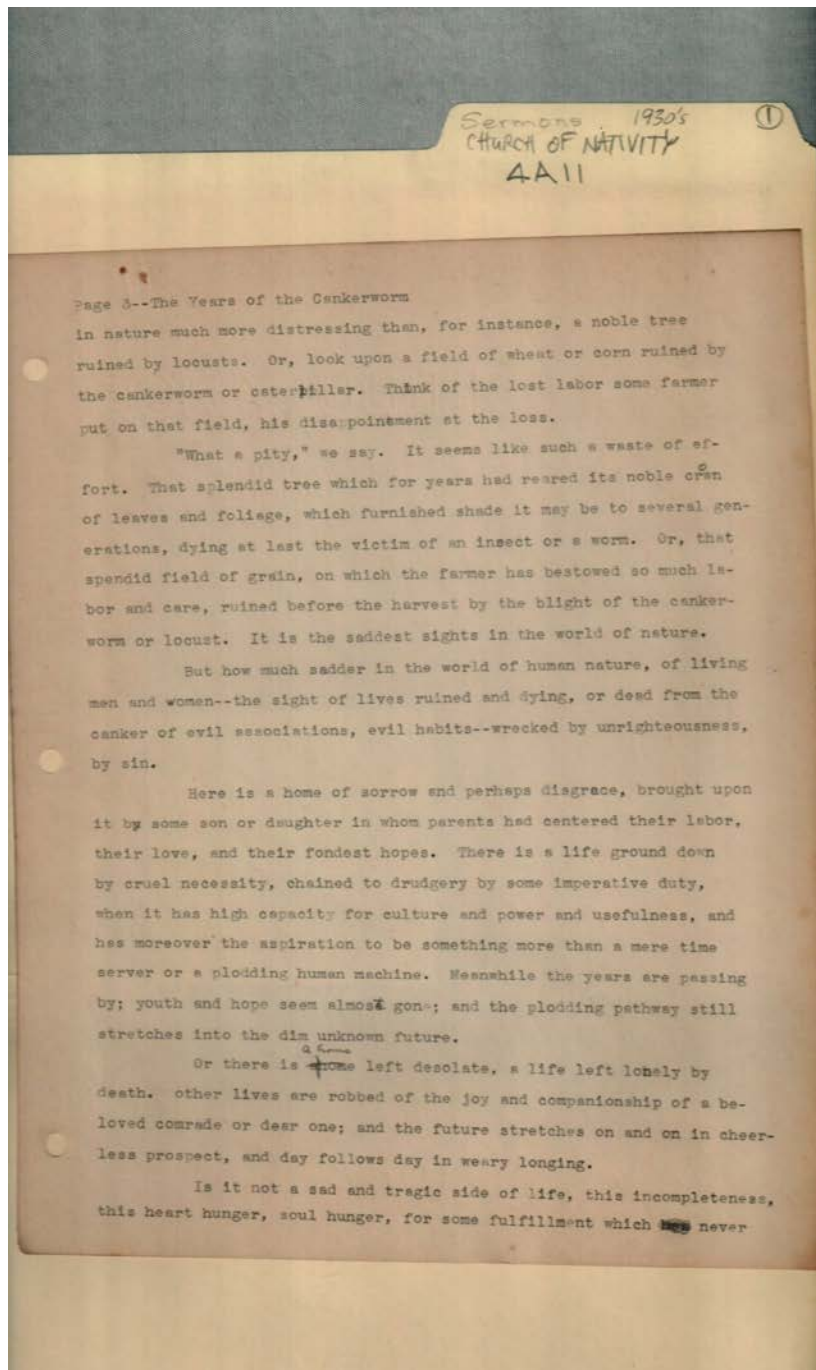 Sermons 1930's
1
CHURCH OF NATIVITY
4A11
Page 3--The Years of the Cankerworm
in nature much more distressing than, for instance, a noble tree
ruined by locusts. Or, look upon a field of wheat or corn ruined by
the cankerworm or caterpillar. Think of the lost labor some farmer
put on that field, his disappointment at the loss.
"What a pity," we say. It seems like such a waste of ef-
fort. That splendid tree which for years had reared its noble crown
of leaves and foliage, which furnished shade it may be to several gen-
erations, dying at last the victim of an insect or a worm. Or, that
spendid field of grain, on which the farmer has bestowed so much la-
bor and care, ruined before the harvest by the blight of the canker-
worm or locust. It is the saddest sights in the world of nature.
But how much sadder in the world of human nature, of living
men and women--the sight of lives ruined and dying, or dead from the
canker of evil associations, evil habits--wrecked by unrighteousness,
by sin.
Here is a home of sorrow and perhaps disgrace, brought upon
it by some son or daughter in whom parents had centered their labor,
their love, and their fondest hopes. There is a life ground down
by cruel necessity, chained to drudgery by some imperative duty,
when it has high capacity for culture and power and usefulness, and
has moreover the aspiration to be something more than a mere time
server or a plodding human machine. Meanwhile the years are passing
by; youth and hope seem almost gone; and the plodding pathway still
stretches into the dim unknown future.
Or there is a home left desolate, a life left lonely by
death. other lives are robbed of the joy and companionship of a be-
loved comrade or dear one; and the future stretches on and on in cheer-
less prospect, and day follows day in weary longing.
Is it not a sad and tragic side of life, this incompleteness,
this heart hunger, soul hunger, for some fulfillment which never